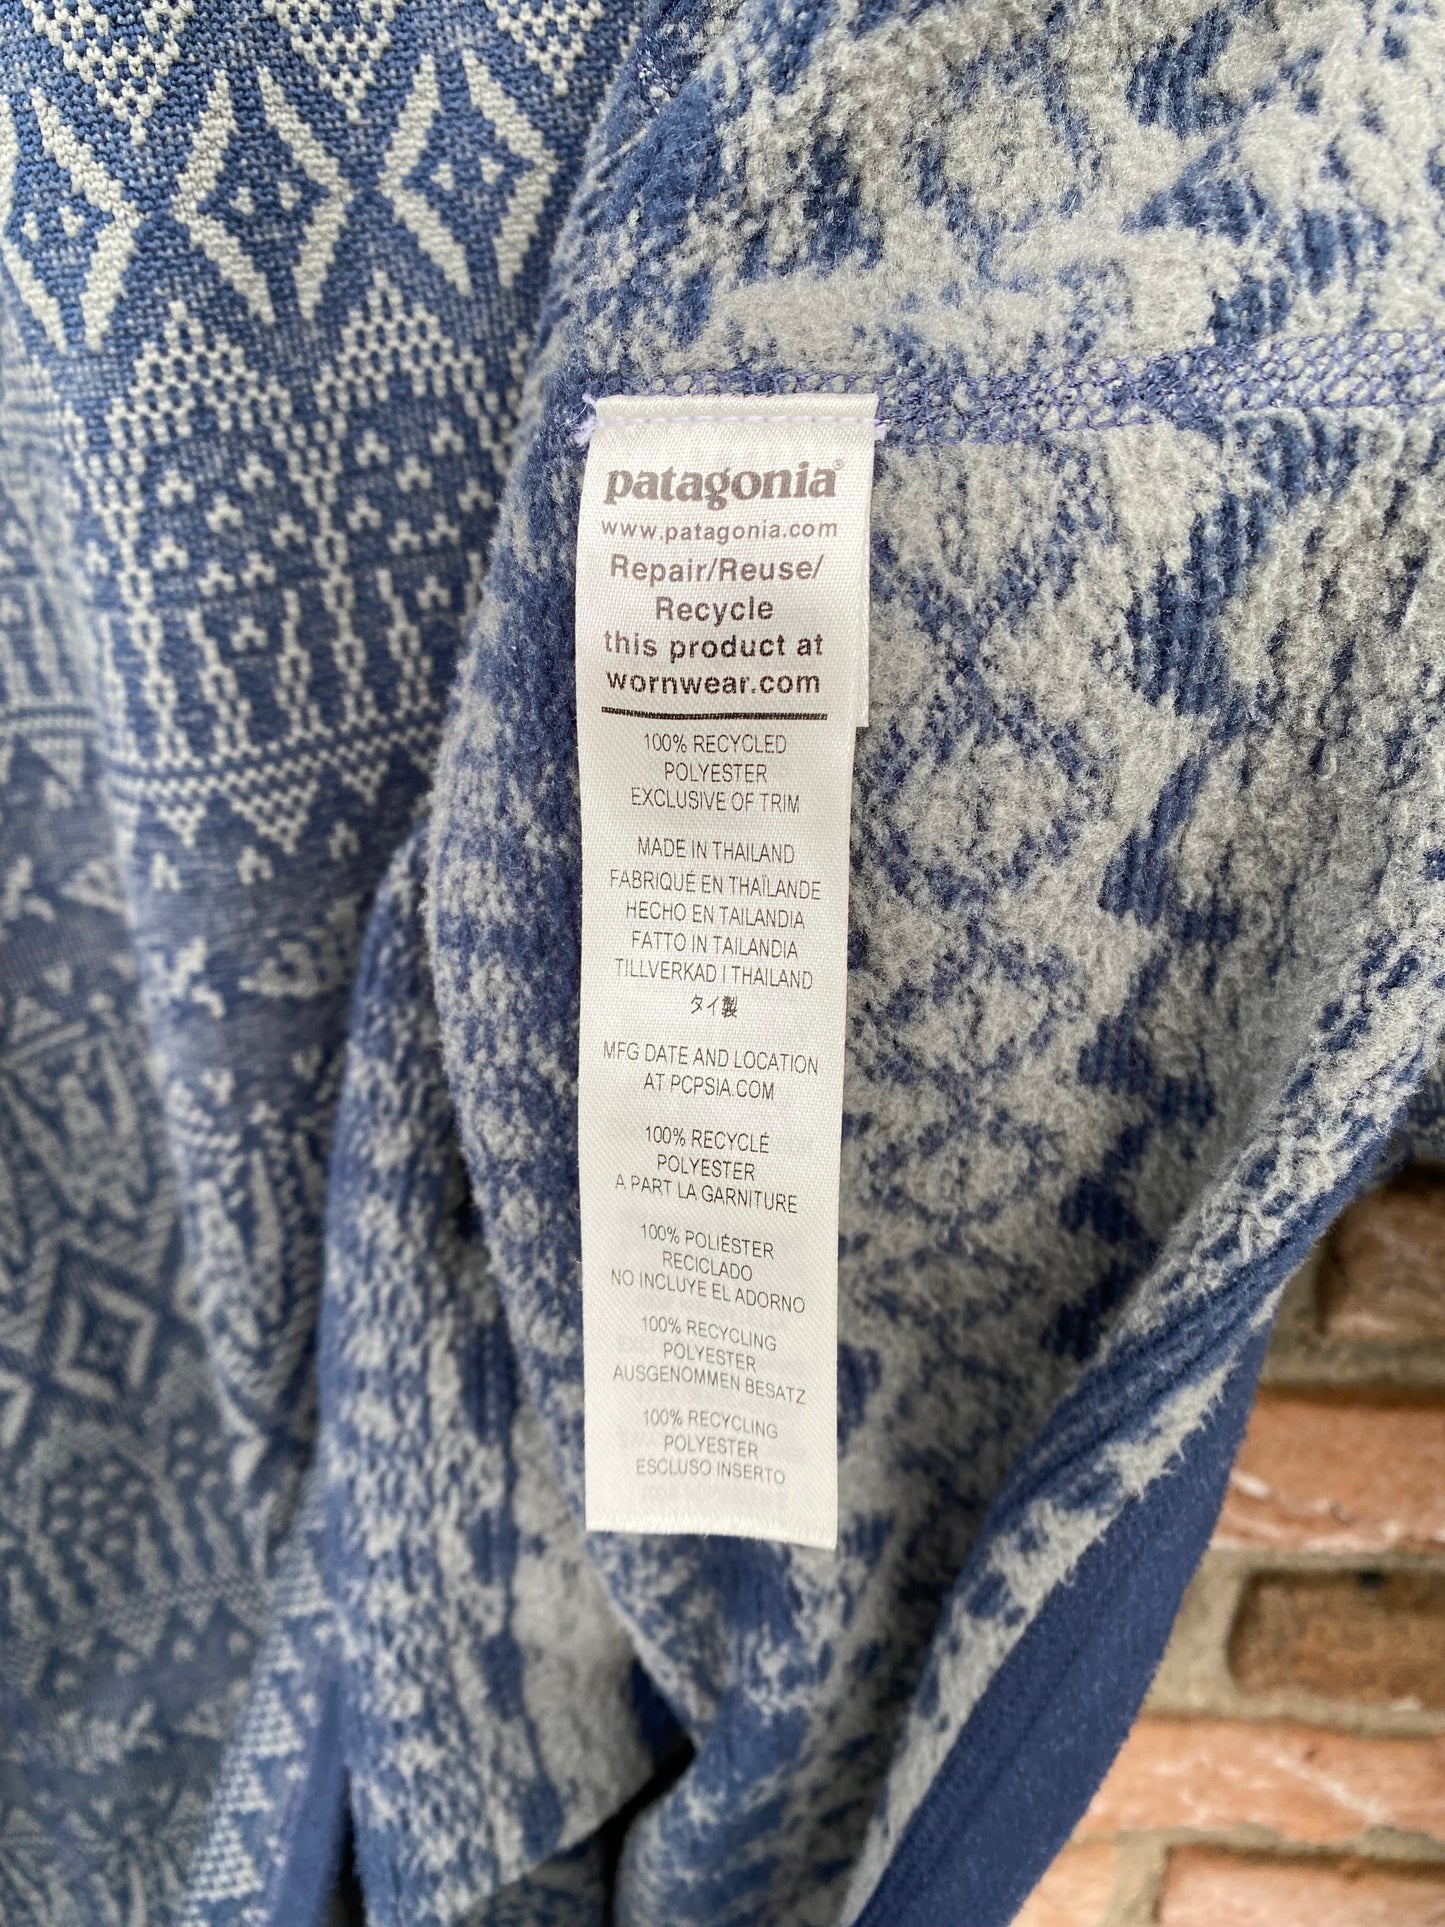 patagonia®
www.patagonia.com
Repair/Reuse/
Recycle
this product at
wornwear.com
100% RECYCLED
POLYESTER
EXCLUSIVE OF TRIM
MADE IN THAILAND
FABRIQUÉ EN THAÏLANDE
HECHO EN TAILANDIA
FATTO IN TAILANDIA
TILLVERKAD I THAILAND
タイ製
MFG DATE AND LOCATION
AT PCPSIA.COM
100% RECYCLÉ
POLYESTER
A PART LA GARNITURE
100% POLIÉSTER
RECICLADO
NO INCLUYE EL ADORNO
100% RECYCLING
POLYESTER
AUSGENOMMEN BESATZ
100% RECYCLING
POLYESTER
ESCLUSO INSERTO